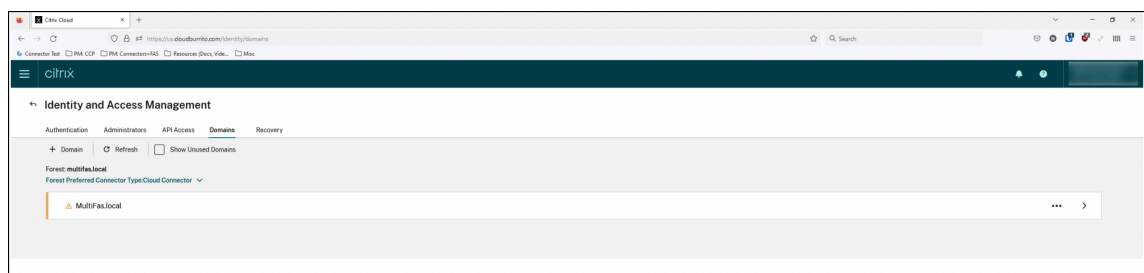 Citrix Cloud
https://us.cloudburrito.com/identity/domains
Search
Connector Test PM: CCP PM: Connectors+FAS Resources (Docs, Vide... Misc
citrix
Identity and Access Management
Authentication Administrators API Access Domains Recovery
+ Domain Refresh Show Unused Domains
Forest: multifas.local
Forest Preferred Connector Type:Cloud Connector
MultiFas.local